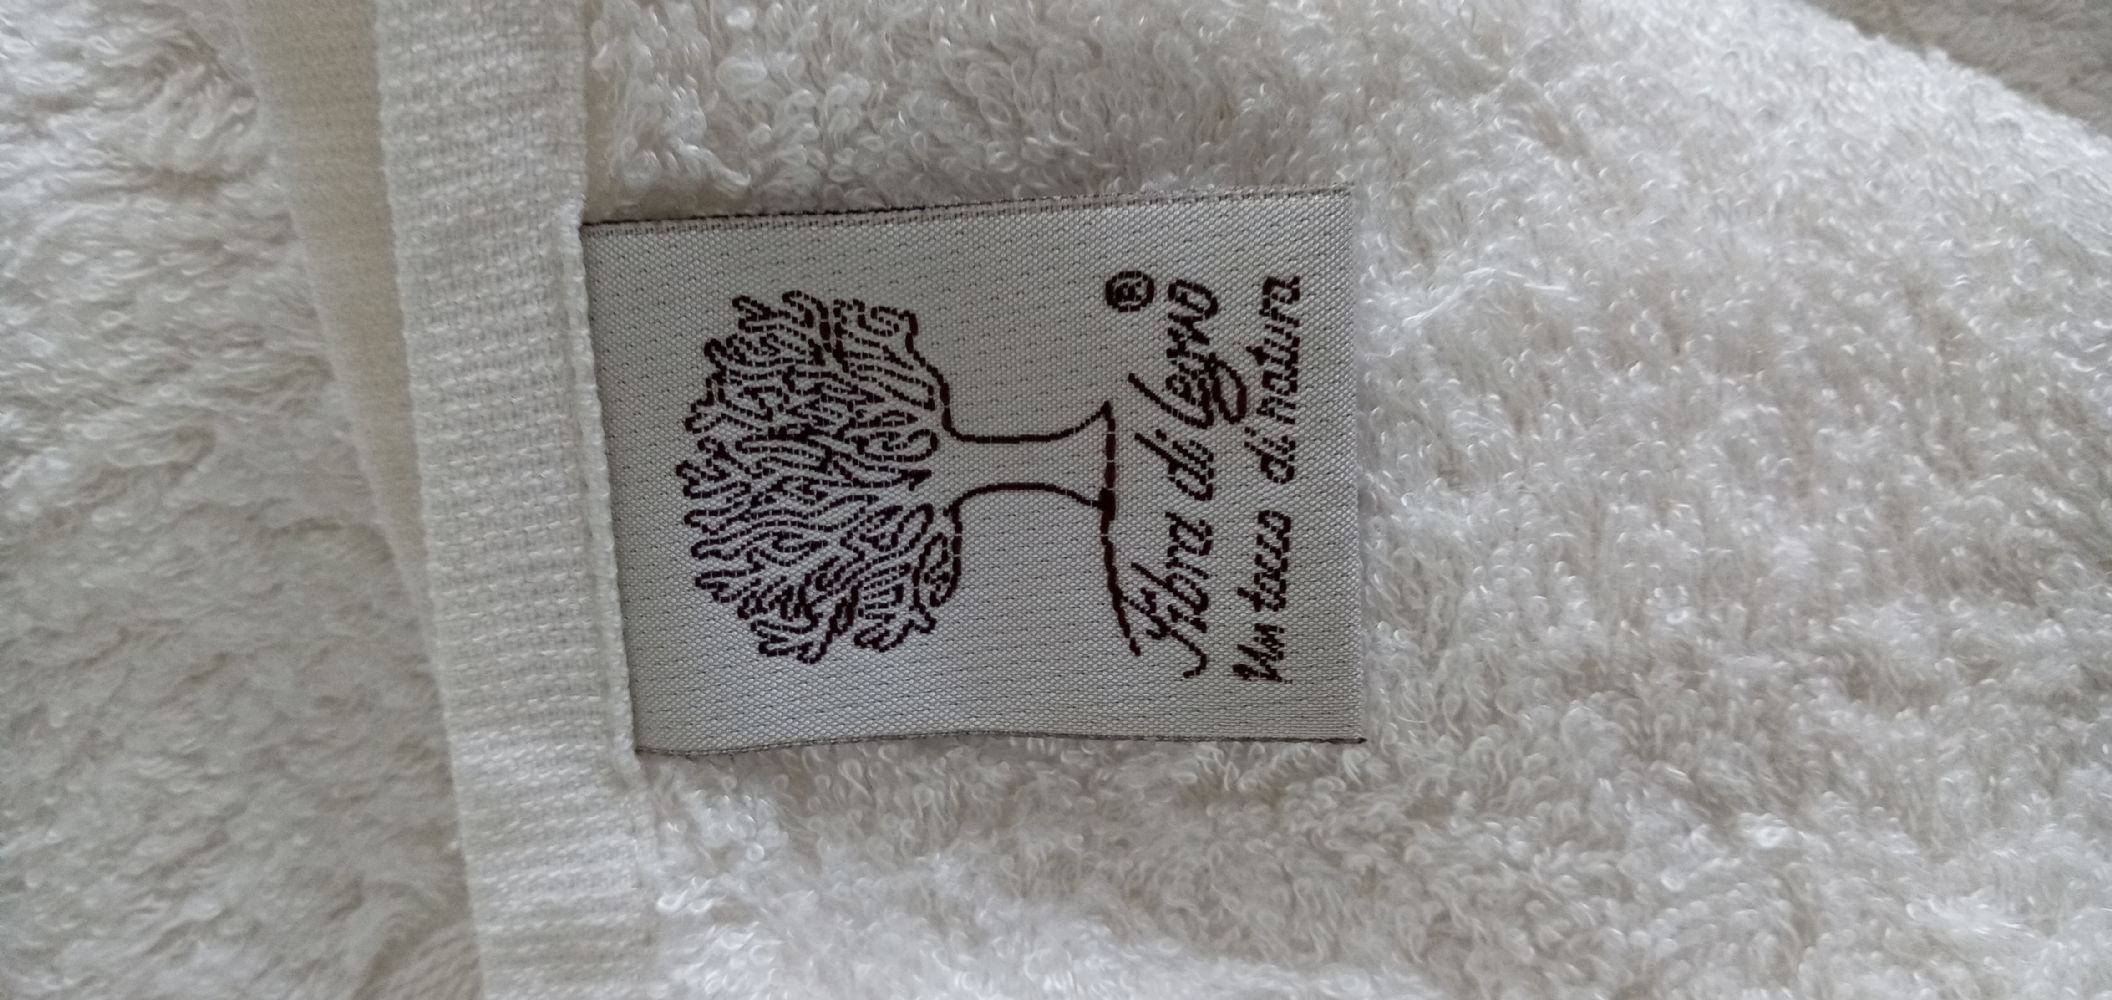 Fibra di Legno ®
Un tocco di natura